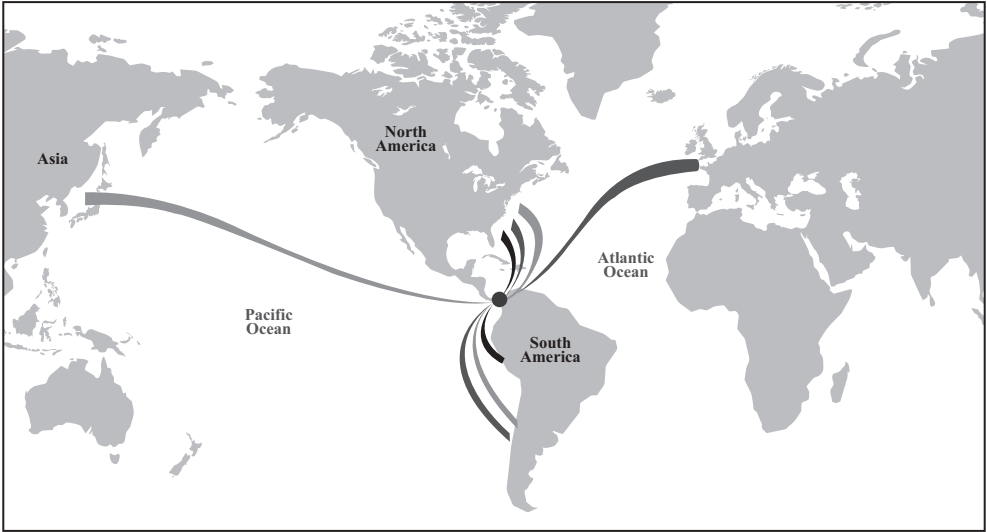 North
America
Asia
Atlantic
Ocean
Pacific
Ocean
South
America